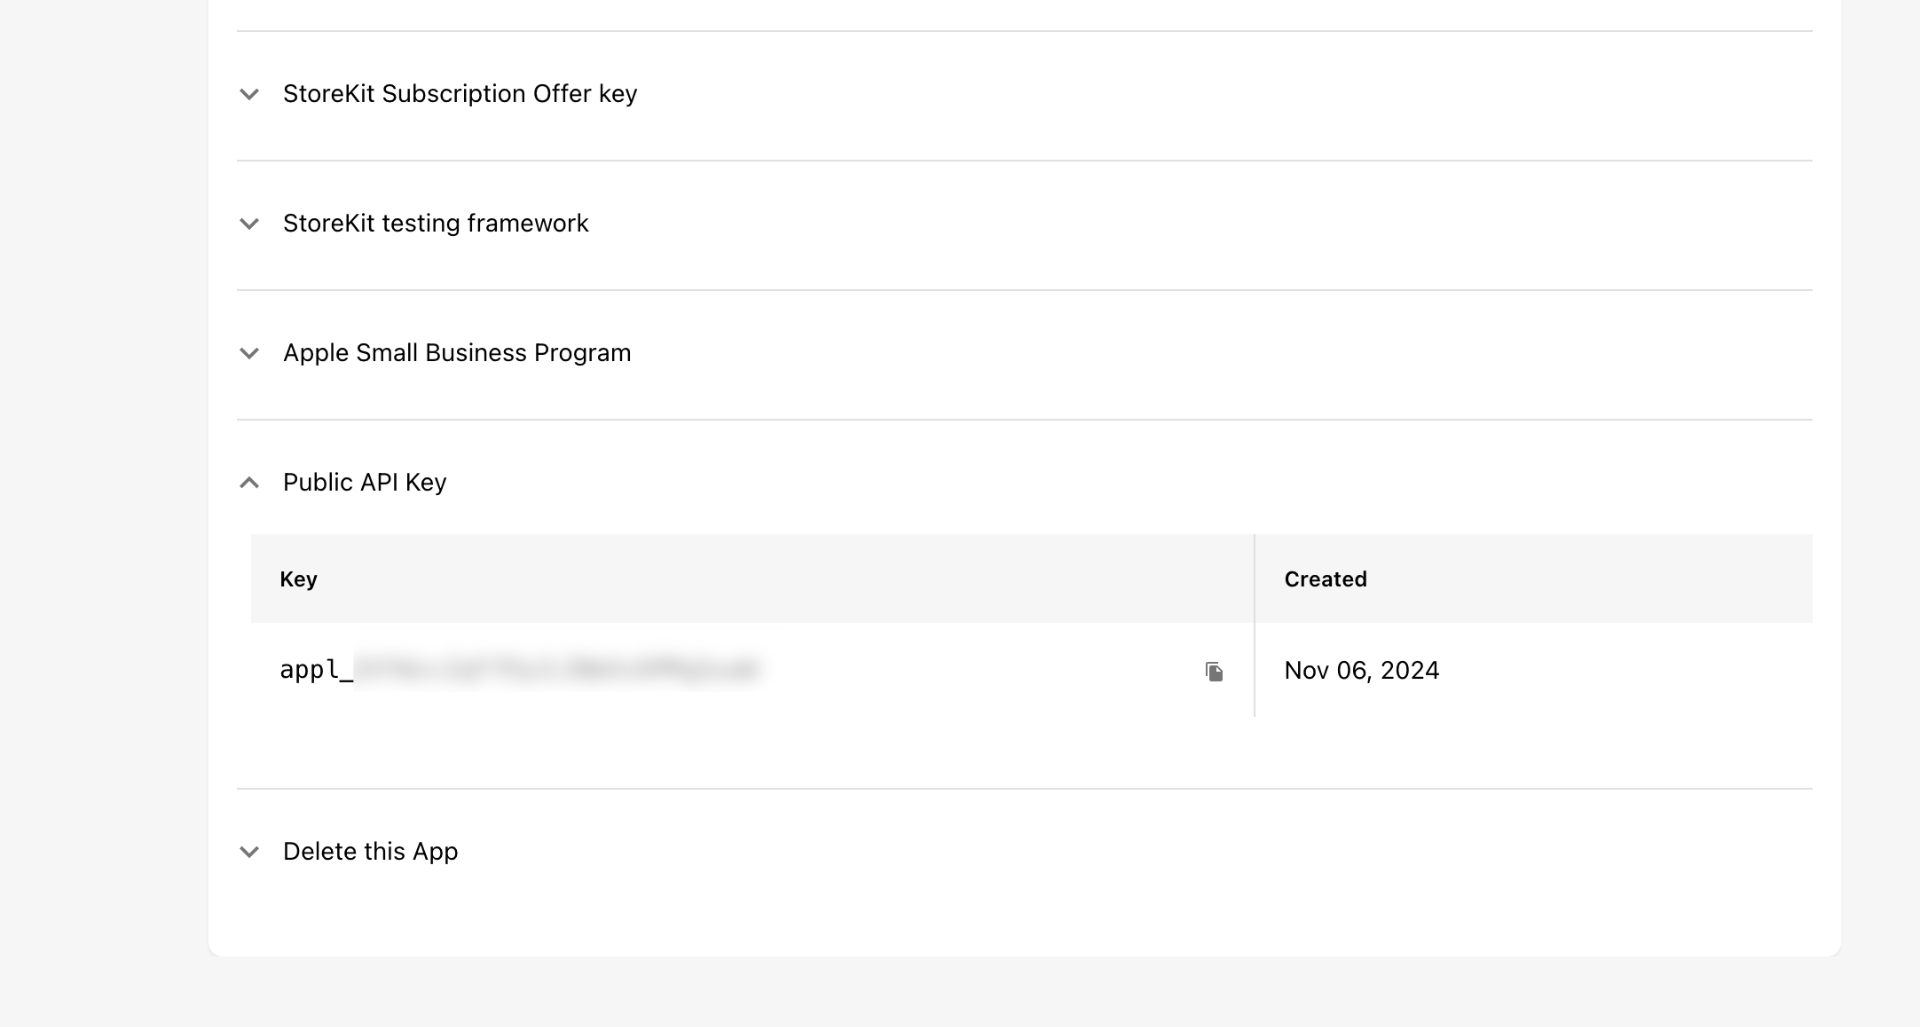 StoreKit Subscription Offer key
StoreKit testing framework
Apple Small Business Program
Public API Key
Key Created
appl_ Nov 06, 2024
Delete this App